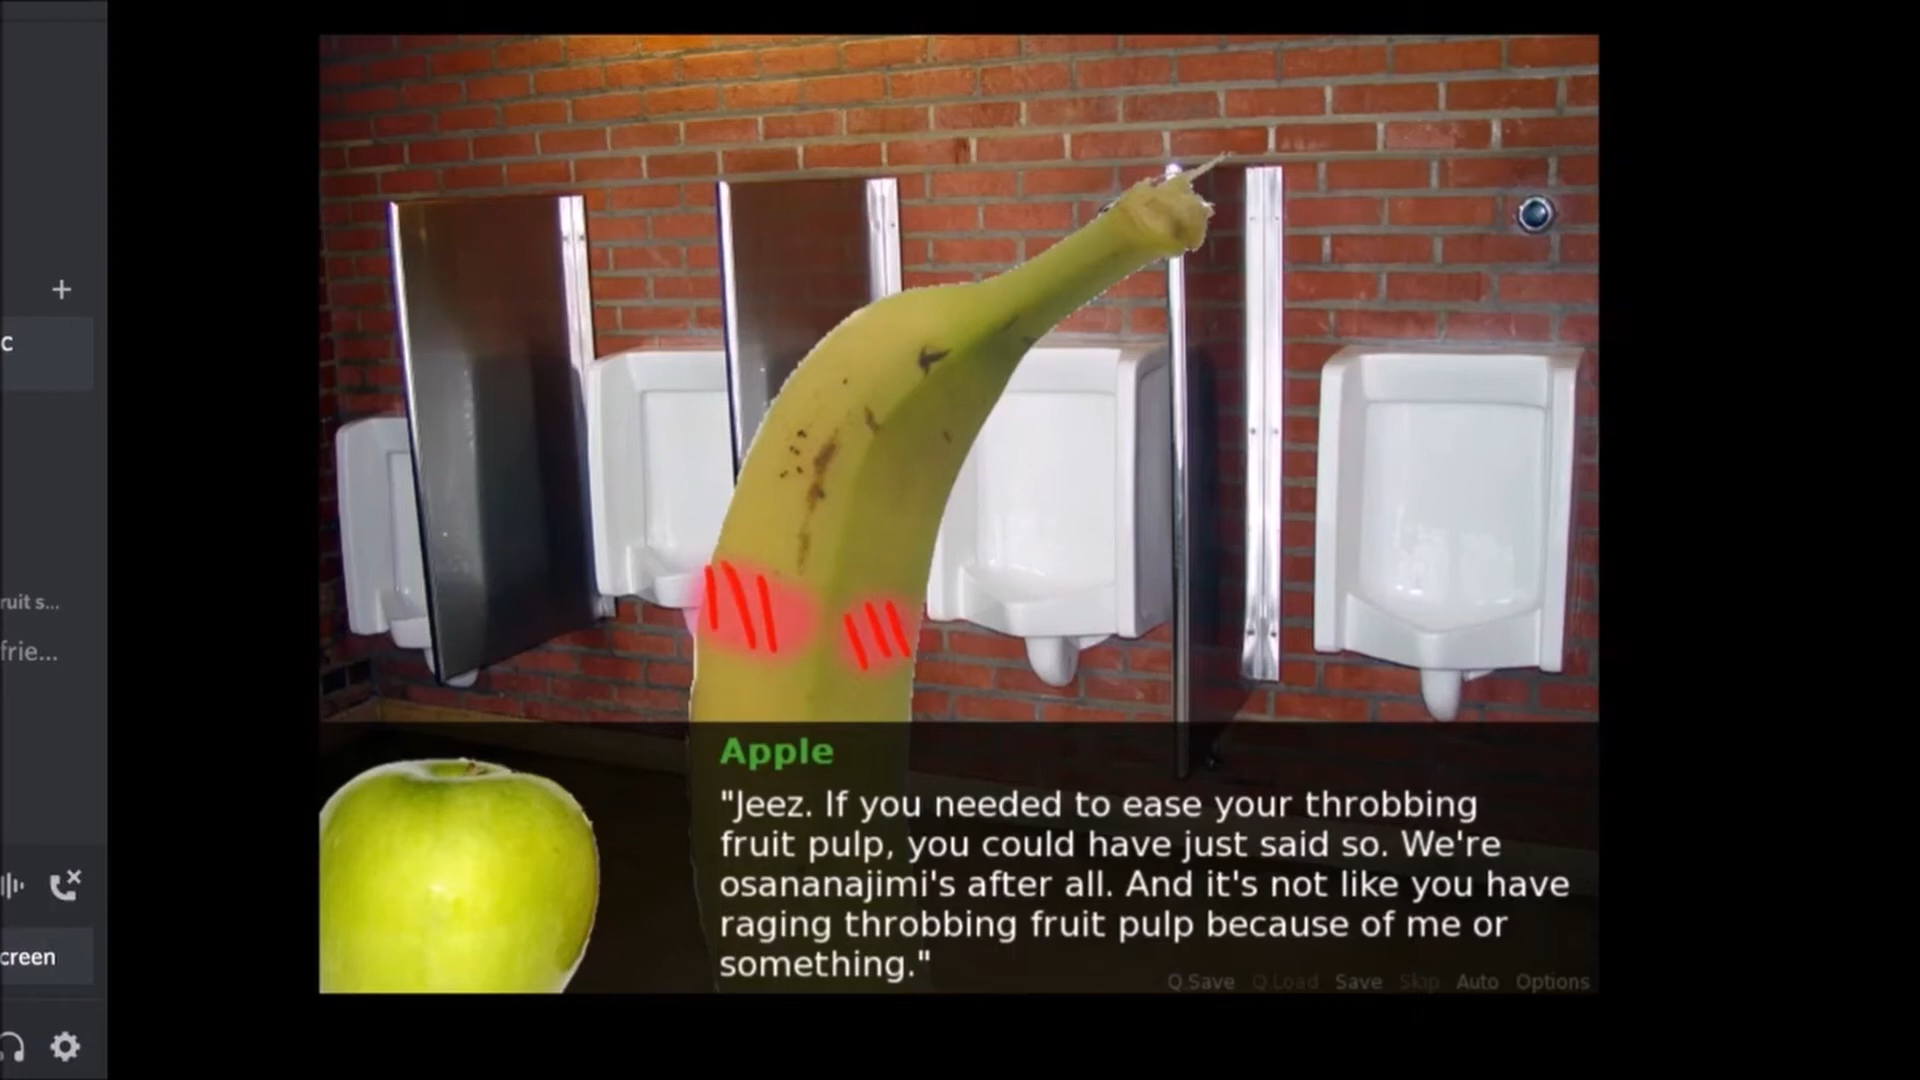 c
ruit s...
frie...
creen
Apple
"Jeez. If you needed to ease your throbbing
fruit pulp, you could have just said so. We're
osananajimi's after all. And it's not like you have
raging throbbing fruit pulp because of me or
something."
Q.Save Q.Load Save Skip Auto Options